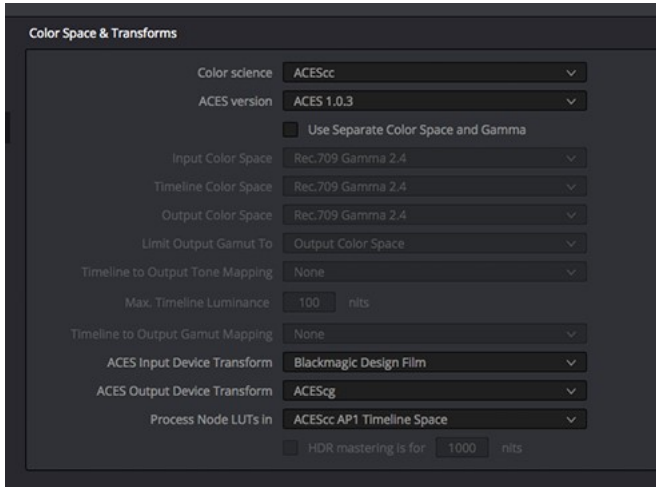 Color Space & Transforms
Color science ACEScc
ACES version ACES 1.0.3
Use Separate Color Space and Gamma
Input Color Space Rec.709 Gamma 2.4
Timeline Color Space Rec.709 Gamma 2.4
Output Color Space Rec.709 Gamma 2.4
Limit Output Gamut To Output Color Space
Timeline to Output Tone Mapping None
Max. Timeline Luminance 100 nits
Timeline to Output Gamut Mapping None
ACES Input Device Transform Blackmagic Design Film
ACES Output Device Transform ACEScg
Process Node LUTs in ACEScc AP1 Timeline Space
HDR mastering is for 1000 nits